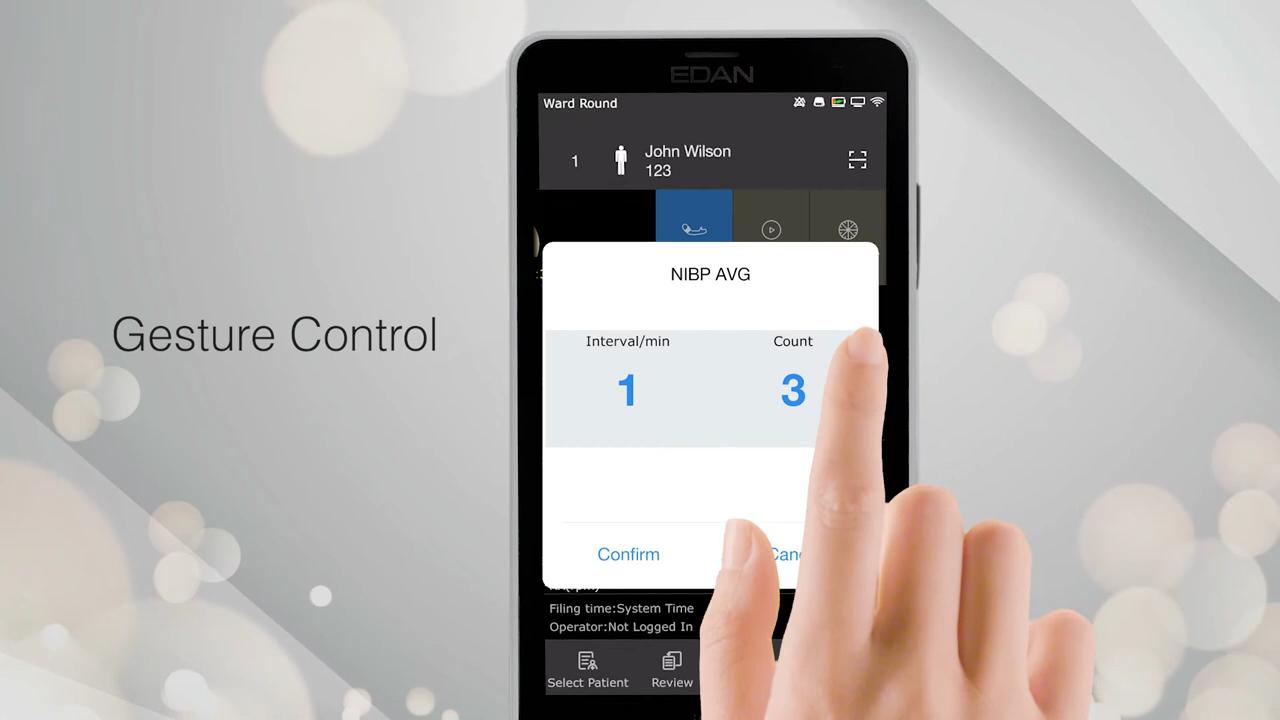 Gesture Control
EDAN
Ward Round
1
John Wilson
123
NIBP AVG
Interval/min
Count
1
3
Confirm
Filing time:System Time
Operator:Not Logged In
Select Patient
Review